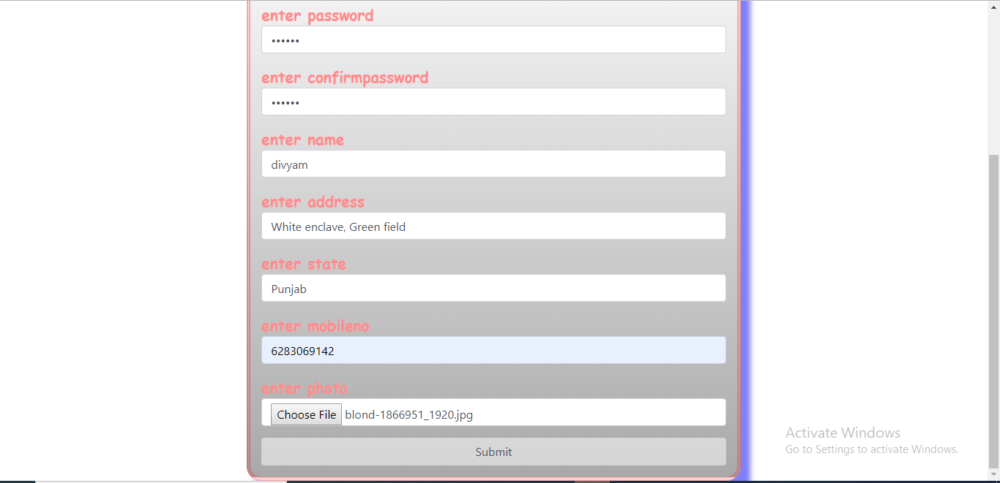 enter password
••••••
enter confirmpassword
••••••
enter name
divyam
enter address
White enclave, Green field
enter state
Punjab
enter mobileno
6283069142
enter photo
Choose File blond-1866951_1920.jpg
Submit
Activate Windows
Go to Settings to activate Windows.